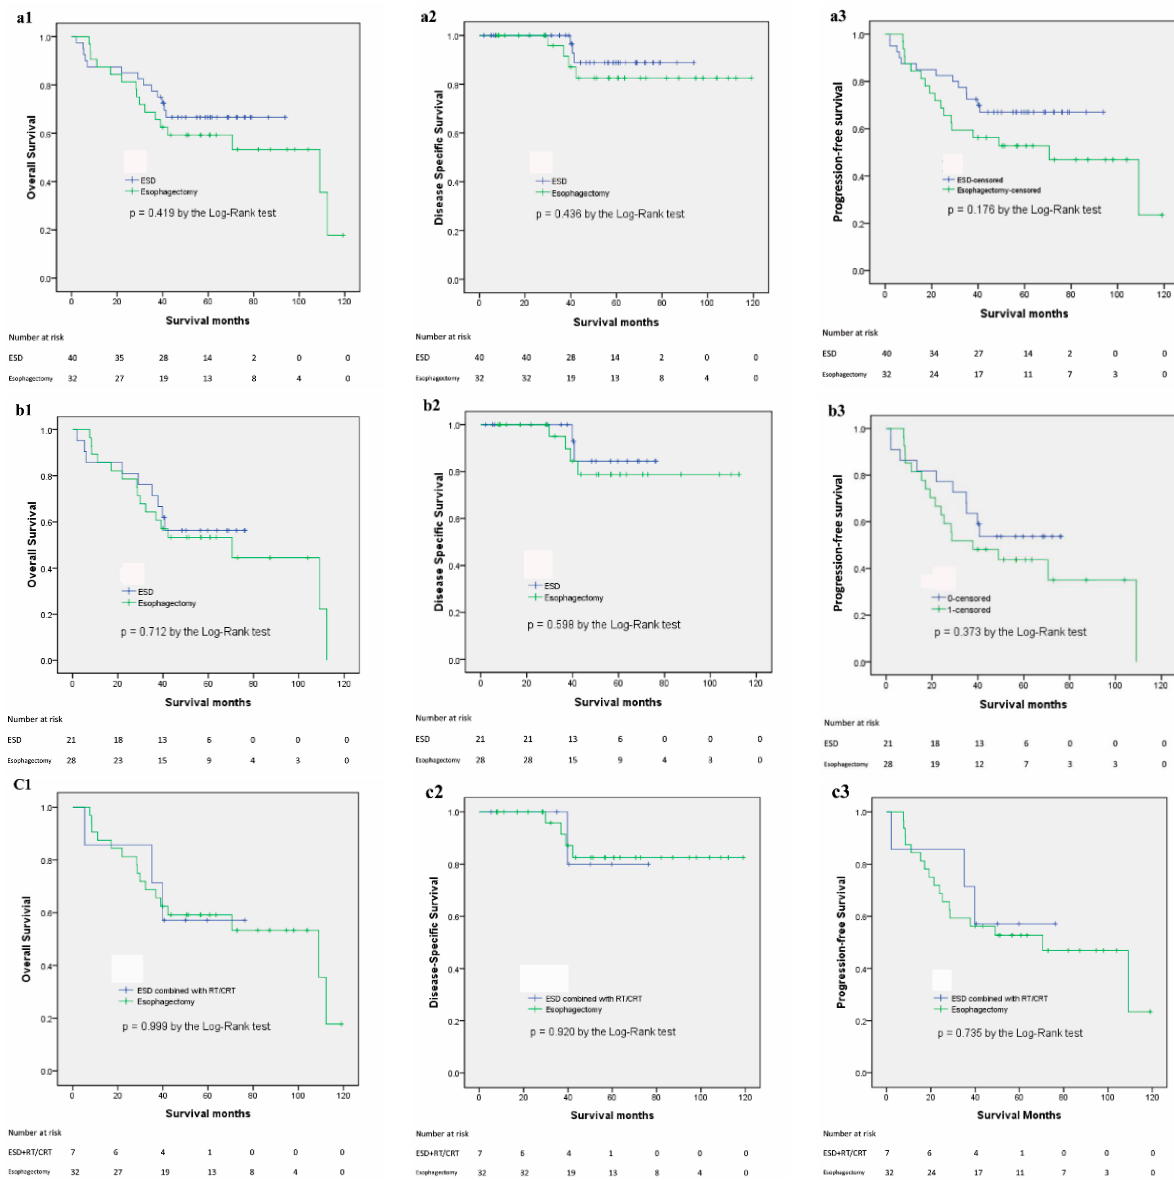 a1
Overall Survival
1.0
0.8
0.6
0.4
0.2
0.0
ESD
Esophagectomy
p = 0.419 by the Log-Rank test
0 20 40 60 80 100 120
Survival months
Number at risk
ESD 40 35 28 14 2 0 0
Esophagectomy 32 27 19 13 8 4 0
a2
Disease Specific Survival
1.0
0.8
0.6
0.4
0.2
0.0
ESD
Esophagectomy
p = 0.436 by the Log-Rank test
0 20 40 60 80 100 120
Survival months
Number at risk
ESD 40 40 28 14 2 0 0
Esophagectomy 32 32 19 13 8 4 0
a3
Progression-free survival
1.0
0.8
0.6
0.4
0.2
0.0
ESD-censored
Esophagectomy-censored
p = 0.176 by the Log-Rank test
0 20 40 60 80 100 120
Survival months
Number at risk
ESD 40 34 27 14 2 0 0
Esophagectomy 32 24 17 11 7 3 0
b1
Overall Survival
1.0
0.8
0.6
0.4
0.2
0.0
ESD
Esophagectomy
p = 0.712 by the Log-Rank test
0 20 40 60 80 100 120
Survival months
Number at risk
ESD 21 18 13 6 0 0 0
Esophagectomy 28 23 15 9 4 3 0
b2
Disease Specific Survival
1.0
0.8
0.6
0.4
0.2
0.0
ESD
Esophagectomy
p = 0.598 by the Log-Rank test
0 20 40 60 80 100 120
Survival months
Number at risk
ESD 21 21 13 6 0 0 0
Esophagectomy 28 28 15 9 4 3 0
b3
Progression-free survival
1.0
0.8
0.6
0.4
0.2
0.0
0-censored
1-censored
p = 0.373 by the Log-Rank test
0 20 40 60 80 100 120
Survival months
Number at risk
ESD 21 18 13 6 0 0 0
Esophagectomy 28 19 12 7 3 3 0
C1
Overall Survival
1.0
0.8
0.6
0.4
0.2
0.0
ESD combined with RT/CRT
Esophagectomy
p = 0.999 by the Log-Rank test
0 20 40 60 80 100 120
Survival months
Number at risk
ESD+RT/CRT 7 6 4 1 0 0 0
Esophagectomy 32 27 19 13 8 4 0
c2
Disease-Specific Survival
1.0
0.8
0.6
0.4
0.2
0.0
ESD combined with RT/CRT
Esophagectomy
p = 0.920 by the Log-Rank test
0 20 40 60 80 100 120
Survival months
Number at risk
ESD+RT/CRT 7 6 4 1 0 0 0
Esophagectomy 32 32 19 13 8 4 0
c3
Progression-free Survival
1.0
0.8
0.6
0.4
0.2
0.0
ESD combined with RT/CRT
Esophagectomy
p = 0.735 by the Log-Rank test
0 20 40 60 80 100 120
Survival Months
Number at risk
ESD+RT/CRT 7 6 4 1 0 0 0
Esophagectomy 32 24 17 11 7 3 0